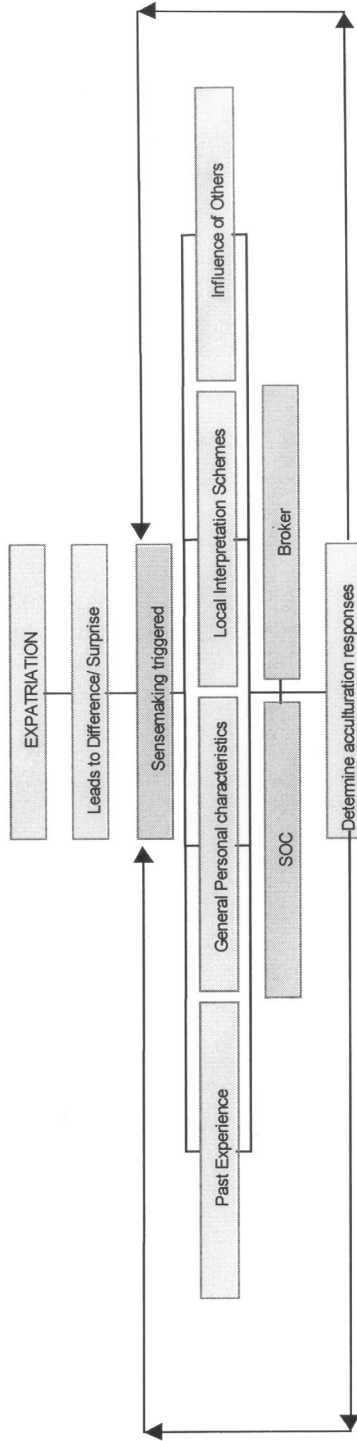 EXPATRIATION
Leads to Difference/ Surprise
Sensemaking triggered
Past Experience
General Personal characteristics
Local Interpretation Schemes
Influence of Others
SOC
Broker
Determine acculturation responses